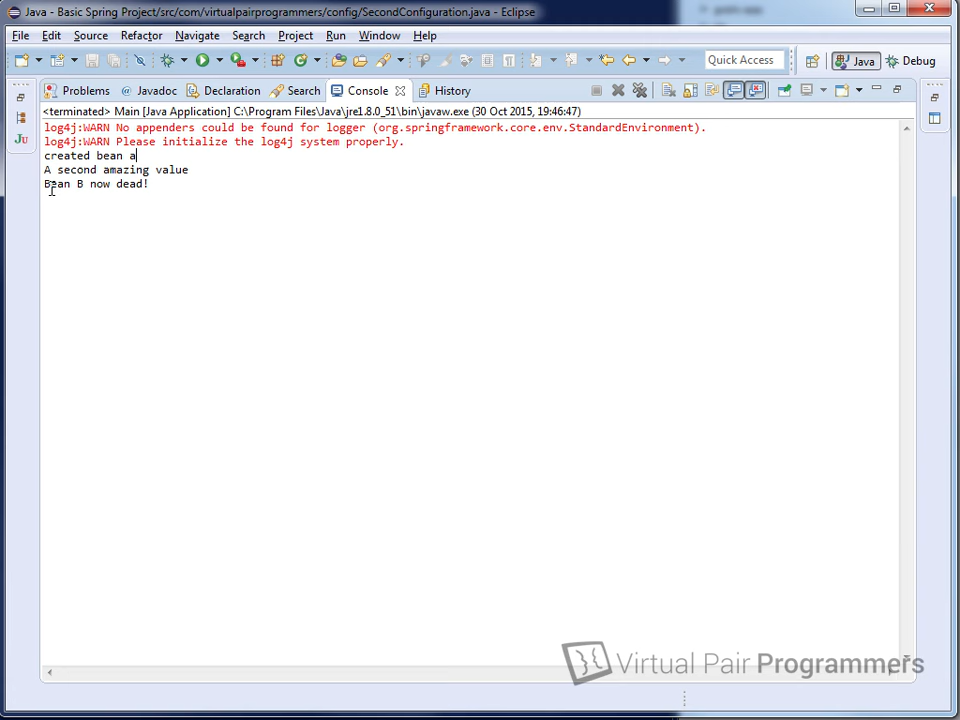 Java - Basic Spring Project/src/com/virtualpairprogrammers/config/SecondConfiguration.java - Eclipse
File Edit Source Refactor Navigate Search Project Run Window Help
Quick Access Java Debug
Problems @ Javadoc Declaration Search Console History
<terminated> Main [Java Application] C:\Program Files\Java\jre1.8.0_51\bin\javaw.exe (30 Oct 2015, 19:46:47)
log4j:WARN No appenders could be found for logger (org.springframework.core.env.StandardEnvironment).
log4j:WARN Please initialize the log4j system properly.
created bean a
A second amazing value
Bean B now dead!
Virtual Pair Programmers